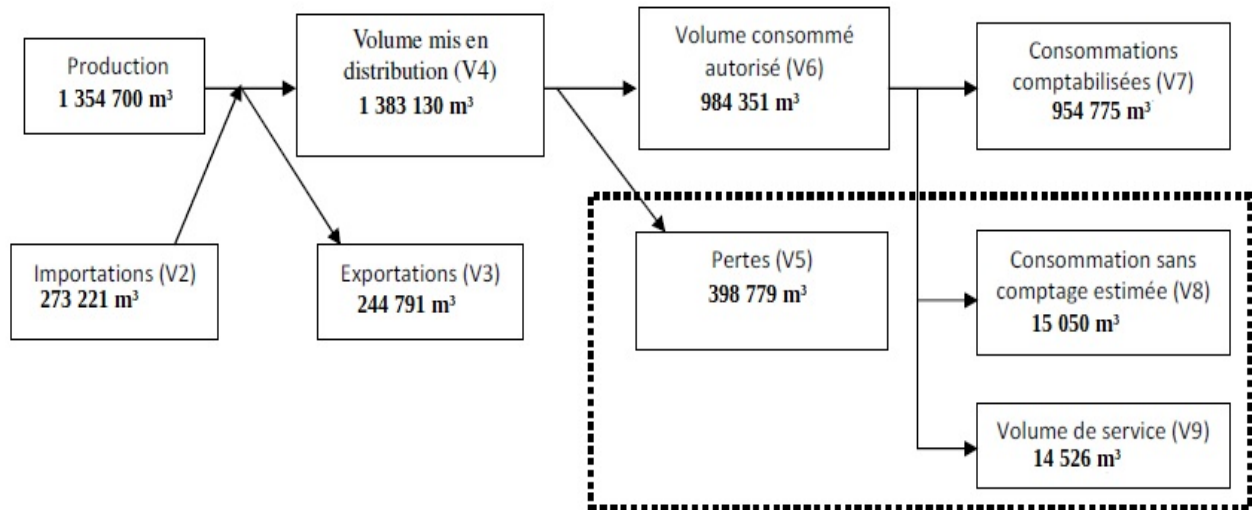 Production
1 354 700 m³
Volume mis en
distribution (V4)
1 383 130 m³
Volume consommé
autorisé (V6)
984 351 m³
Consommations
comptabilisées (V7)
954 775 m³
Importations (V2)
273 221 m³
Exportations (V3)
244 791 m³
Pertes (V5)
398 779 m³
Consommation sans
comptage estimée (V8)
15 050 m³
Volume de service (V9)
14 526 m³